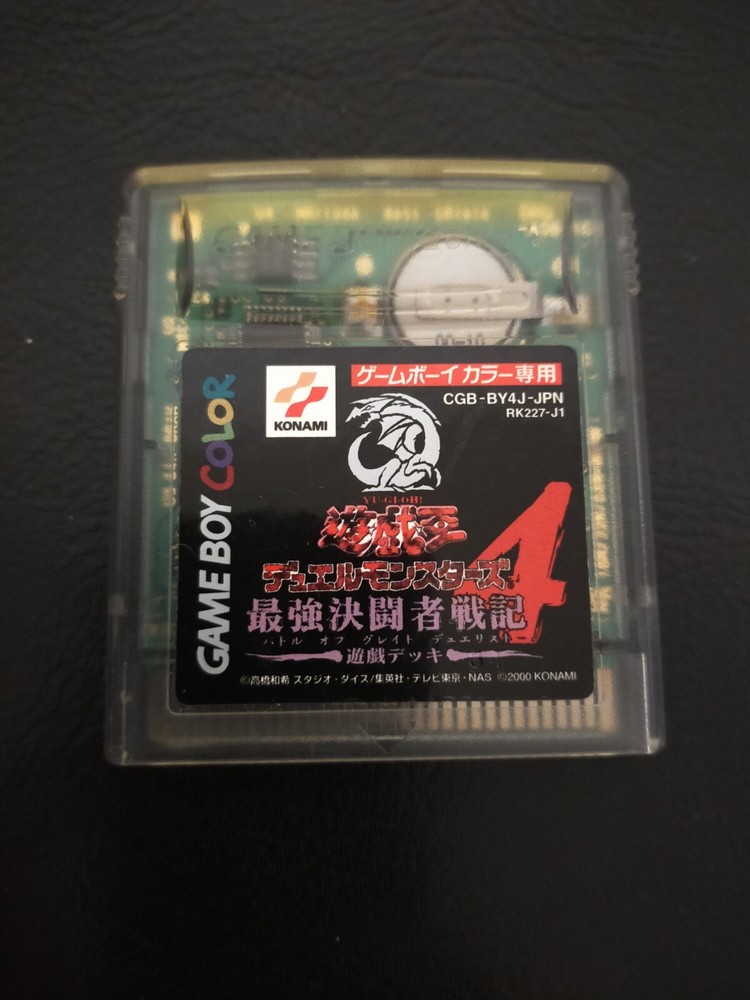 GAME BOY COLOR
KONAMI
ゲームボーイカラー専用
CGB-BY4J-JPN
RK227-J1
YU-GI-OH!
遊戯王
デュエルモンスターズ4
最強決闘者戦記
バトル オブ グレイト デュエリスト
遊戯デッキ
©高橋和希 スタジオ・ダイス/集英社・テレビ東京・NAS ©2000 KONAMI